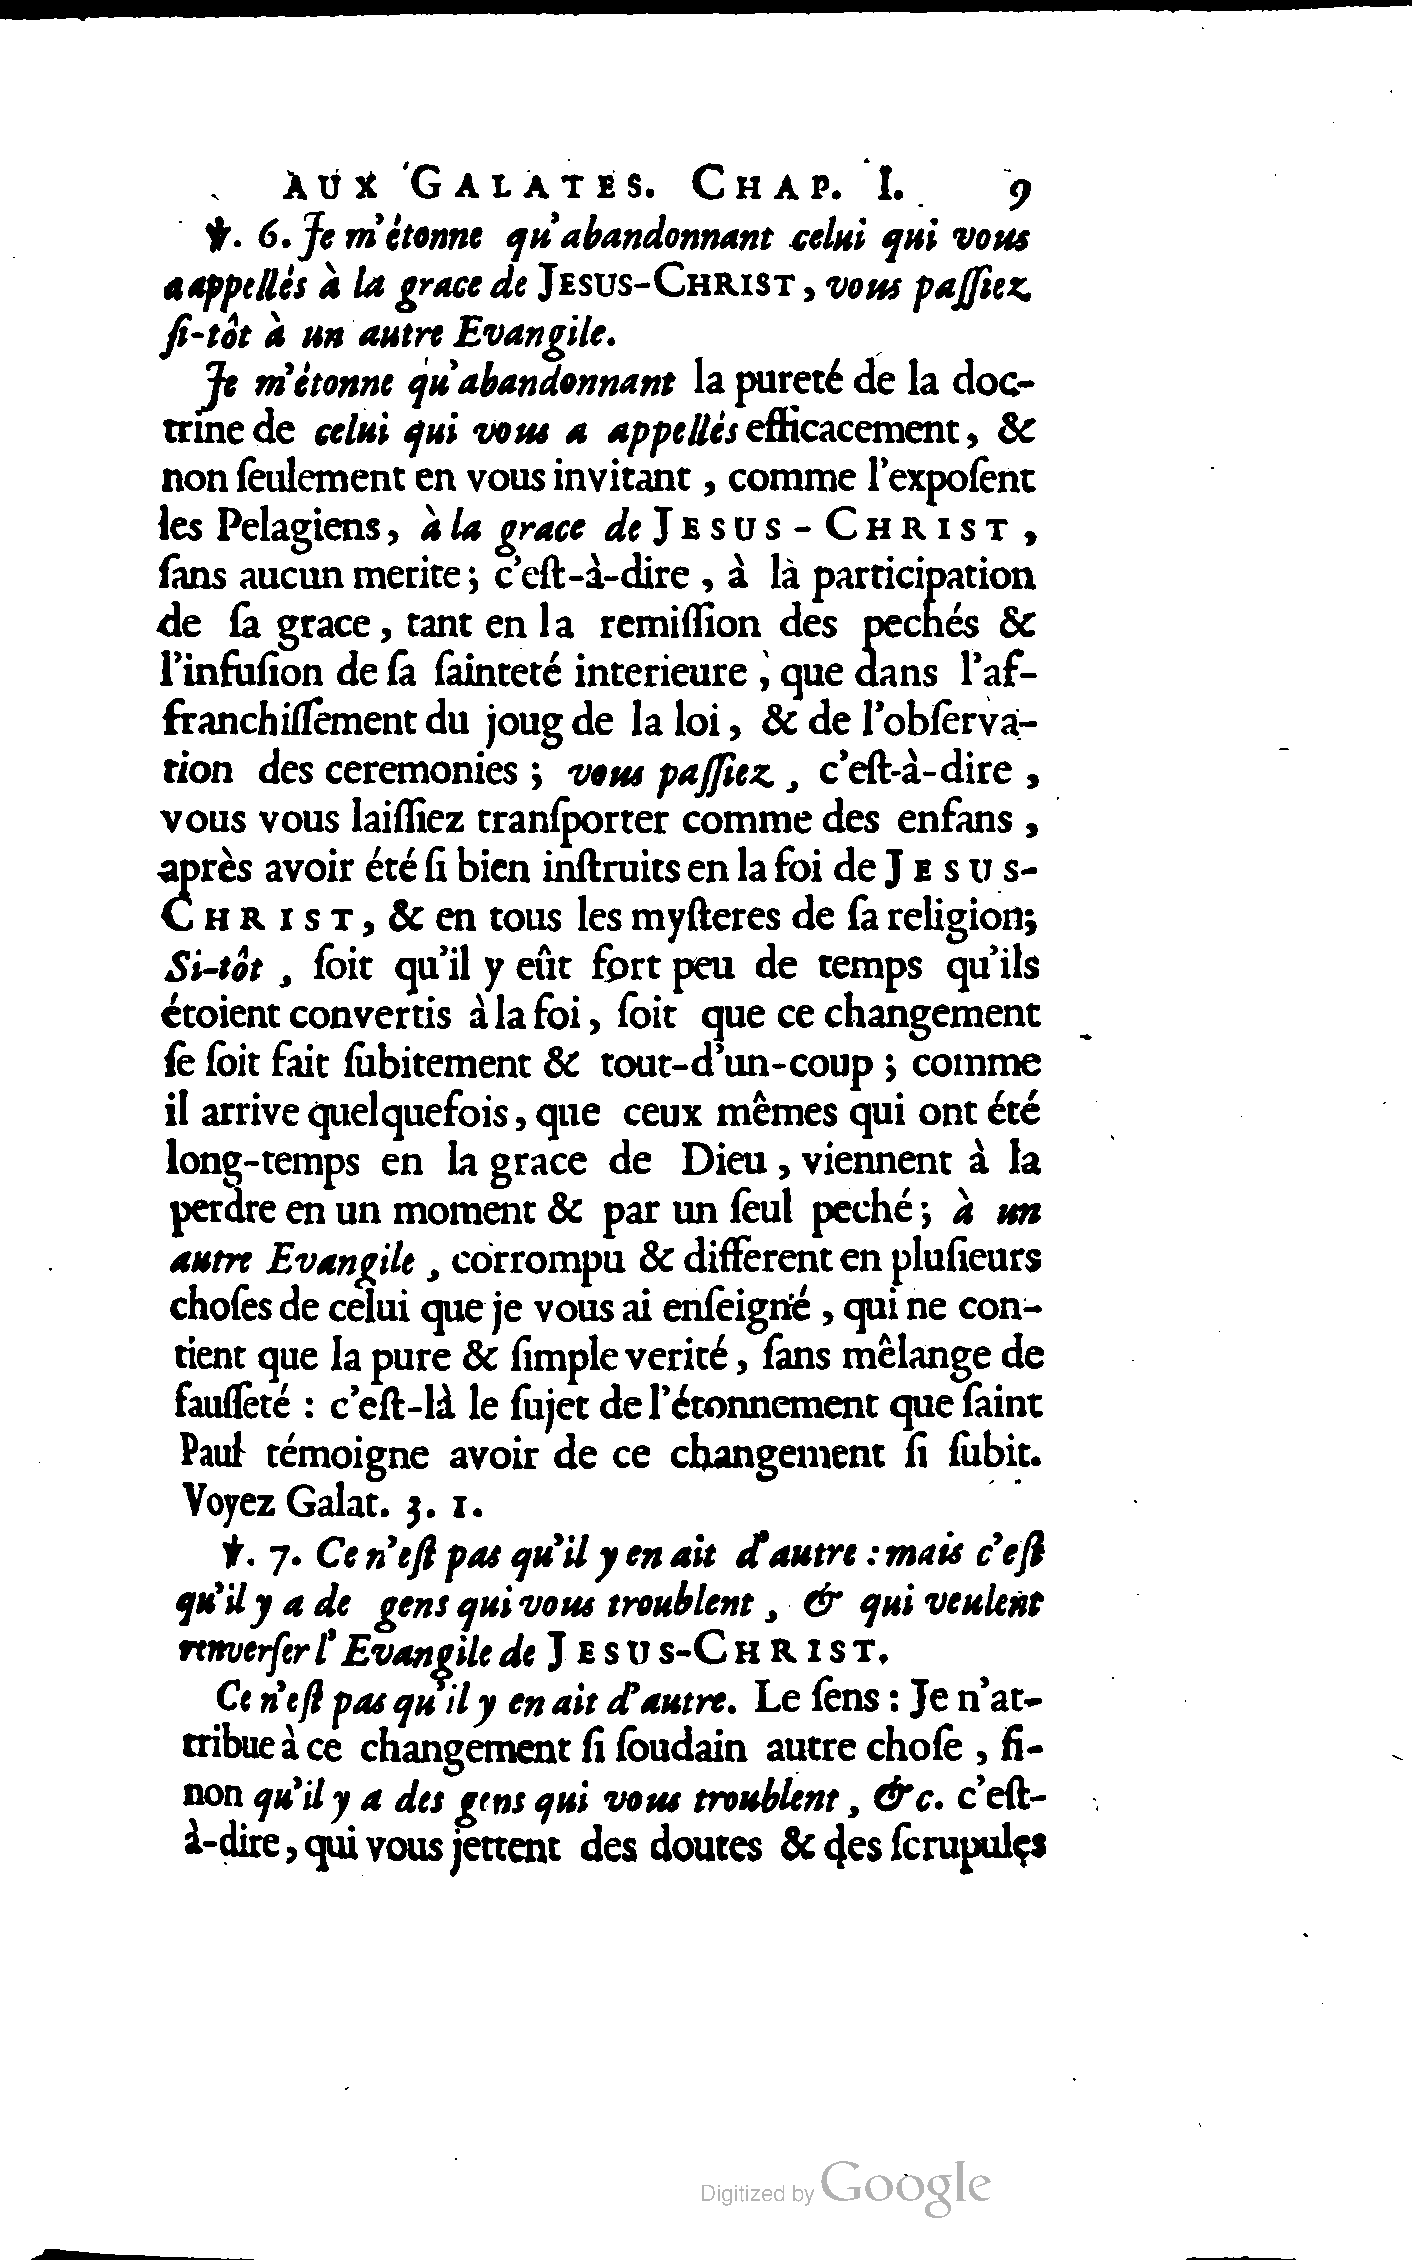 AUX GALATES. CHAP. I. 9
℣. 6. Je m'étonne qu'abandonnant celui qui vous
a appellés à la grace de JESUS-CHRIST, vous paſſiez
ſi-tôt à un autre Evangile.
Je m'étonne qu'abandonnant la pureté de la doc-
trine de celui qui vous a appellés efficacement, &
non ſeulement en vous invitant, comme l'expoſent
les Pelagiens, à la grace de JESUS-CHRIST,
ſans aucun merite; c'eſt-à-dire, à la participation
de ſa grace, tant en la remiſſion des pechés &
l'infuſion de ſa ſainteté interieure, que dans l'af-
franchiſſement du joug de la loi, & de l'obſerva-
tion des ceremonies; vous paſſiez, c'eſt-à-dire,
vous vous laiſſiez tranſporter comme des enfans,
après avoir été ſi bien inſtruits en la foi de JESUS-
CHRIST, & en tous les myſteres de ſa religion;
Si-tôt, ſoit qu'il y eût fort peu de temps qu'ils
étoient convertis à la foi, ſoit que ce changement
ſe ſoit fait ſubitement & tout-d'un-coup; comme
il arrive quelquefois, que ceux mêmes qui ont été
long-temps en la grace de Dieu, viennent à la
perdre en un moment & par un ſeul peché; à un
autre Evangile, corrompu & different en pluſieurs
choſes de celui que je vous ai enſeigné, qui ne con-
tient que la pure & ſimple verité, ſans mêlange de
fauſſeté : c'eſt-là le ſujet de l'étonnement que ſaint
Paul témoigne avoir de ce changement ſi ſubit.
Voyez Galat. 3. 1.
℣. 7. Ce n'eſt pas qu'il y en ait d'autre : mais c'eſt
qu'il y a de gens qui vous troublent, & qui veulent
renverſer l'Evangile de JESUS-CHRIST.
Ce n'eſt pas qu'il y en ait d'autre. Le ſens : Je n'at-
tribue à ce changement ſi ſoudain autre choſe, ſi-
non qu'il y a des gens qui vous troublent, &c. c'eſt-
à-dire, qui vous jettent des doutes & des ſcrupules
Digitized by Google